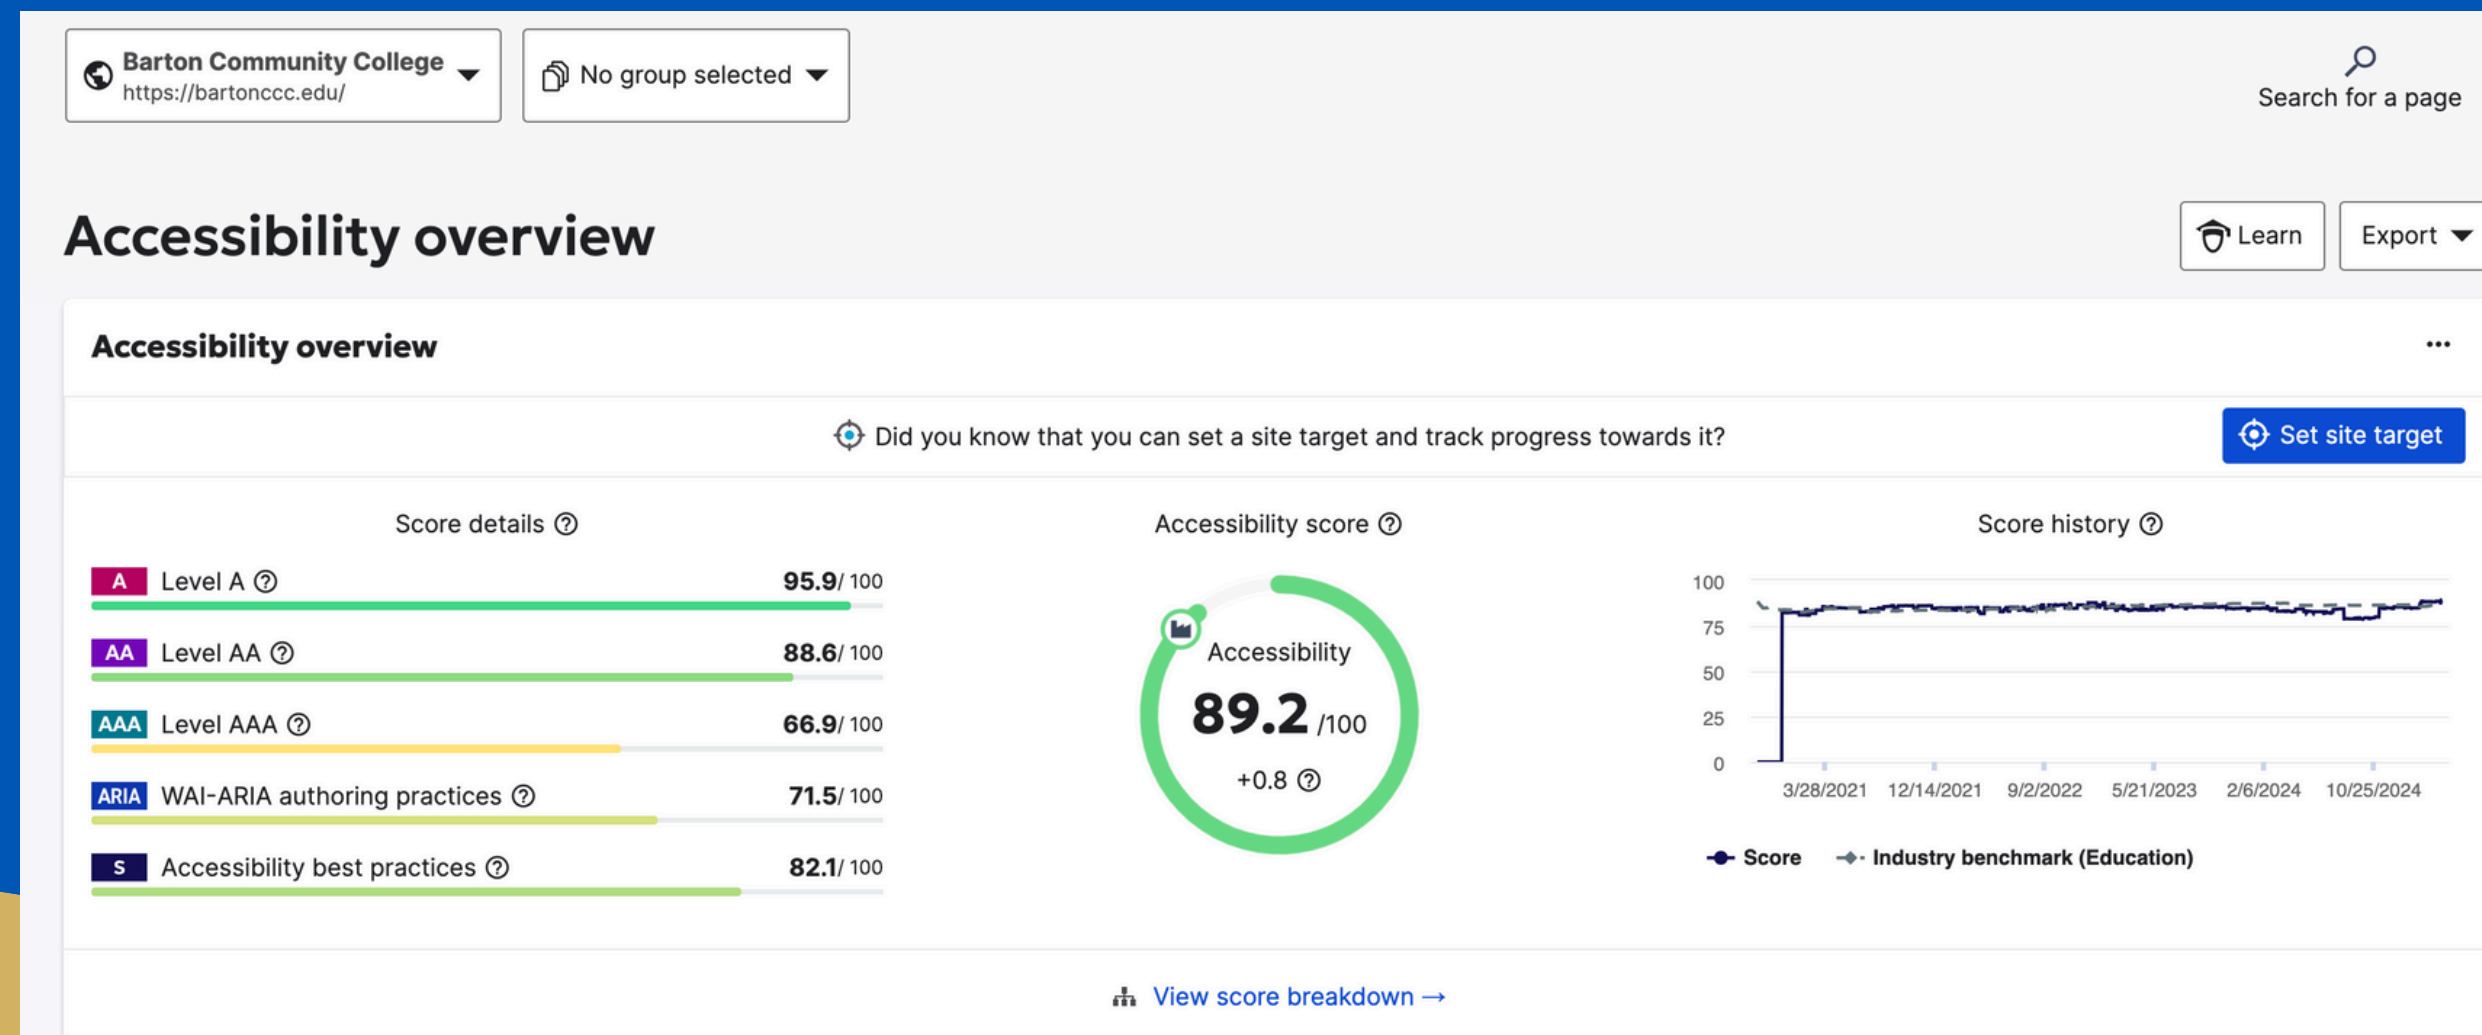 Barton Community College
https://bartonccc.edu/
No group selected
Search for a page
Accessibility overview
Learn
Export
Accessibility overview
Did you know that you can set a site target and track progress towards it?
Set site target
Score details
A Level A 95.9/ 100
AA Level AA 88.6/ 100
AAA Level AAA 66.9/ 100
ARIA WAI-ARIA authoring practices 71.5/ 100
S Accessibility best practices 82.1/ 100
Accessibility score
Accessibility
89.2 /100
+0.8
Score history
100
75
50
25
0
3/28/2021 12/14/2021 9/2/2022 5/21/2023 2/6/2024 10/25/2024
Score Industry benchmark (Education)
View score breakdown →